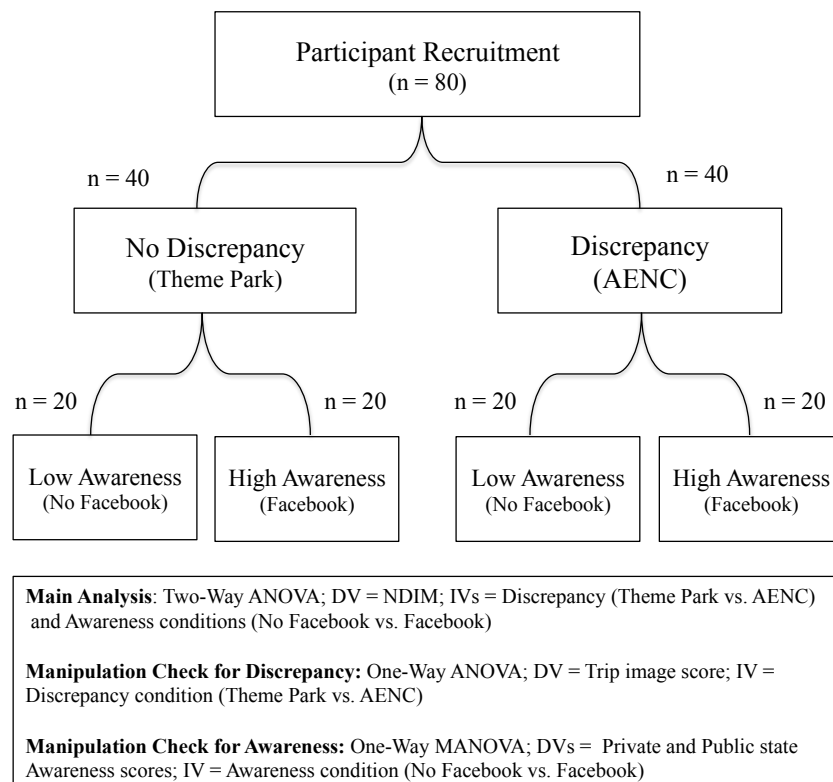 Participant Recruitment
(n = 80)
n = 40
n = 40
No Discrepancy
(Theme Park)
Discrepancy
(AENC)
n = 20
n = 20
n = 20
n = 20
Low Awareness
(No Facebook)
High Awareness
(Facebook)
Low Awareness
(No Facebook)
High Awareness
(Facebook)
Main Analysis: Two-Way ANOVA; DV = NDIM; IVs = Discrepancy (Theme Park vs. AENC)
and Awareness conditions (No Facebook vs. Facebook)
Manipulation Check for Discrepancy: One-Way ANOVA; DV = Trip image score; IV =
Discrepancy condition (Theme Park vs. AENC)
Manipulation Check for Awareness: One-Way MANOVA; DVs = Private and Public state
Awareness scores; IV = Awareness condition (No Facebook vs. Facebook)